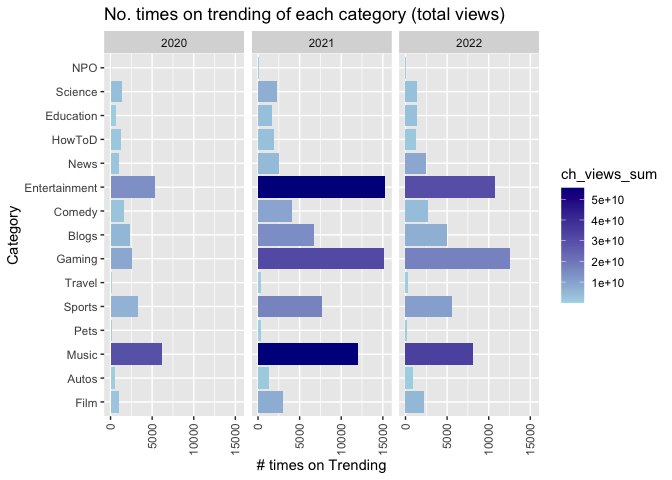 No. times on trending of each category (total views)
2020 2021 2022
NPO
Science
Education
HowToD
News
Entertainment
Comedy
Blogs
Gaming
Travel
Sports
Pets
Music
Autos
Film
Category
0 5000 10000 15000 0 5000 10000 15000 0 5000 10000 15000
# times on Trending
ch_views_sum
5e+10
4e+10
3e+10
2e+10
1e+10